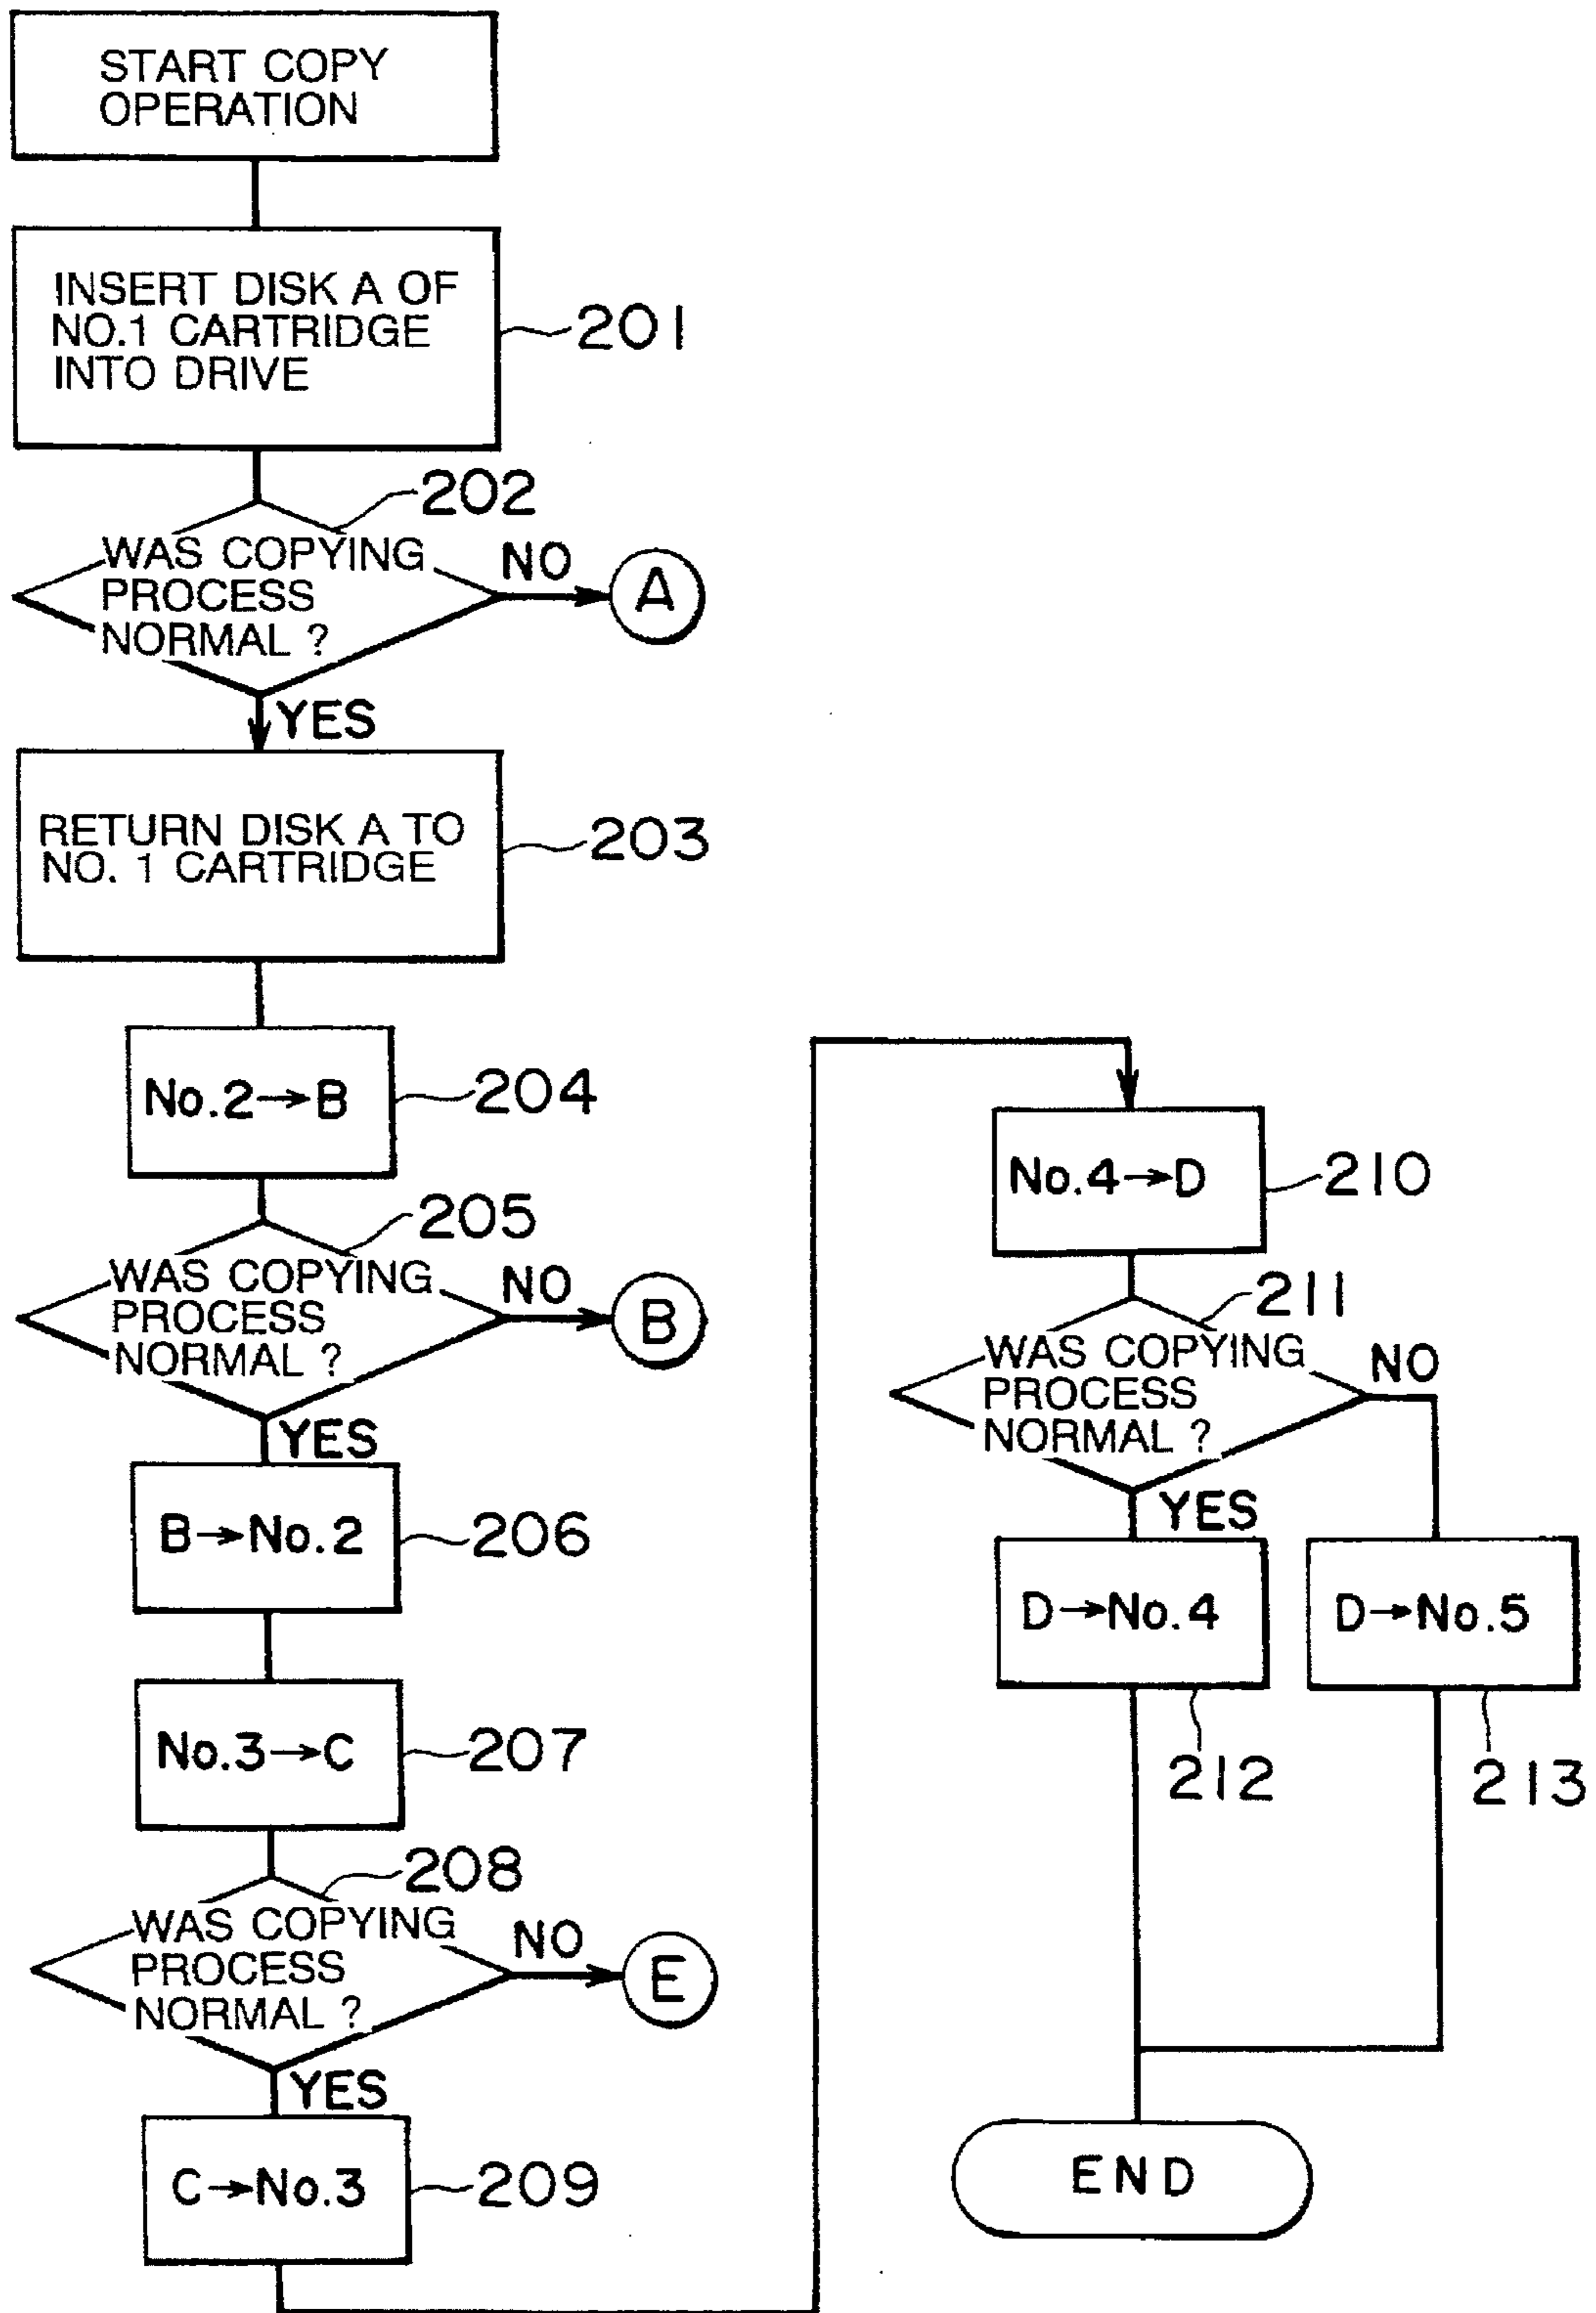 START COPY
OPERATION
INSERT DISK A OF
NO.1 CARTRIDGE
INTO DRIVE
201
202
WAS COPYING
PROCESS
NORMAL ?
NO
A
YES
RETURN DISK A TO
NO. 1 CARTRIDGE
203
No.2→B
204
205
WAS COPYING
PROCESS
NORMAL ?
NO
B
YES
B→No.2
206
No.3→C
207
208
WAS COPYING
PROCESS
NORMAL ?
NO
E
YES
C→No.3
209
No.4→D
210
211
WAS COPYING
PROCESS
NORMAL ?
NO
YES
D→No.4
D→No.5
212
213
END